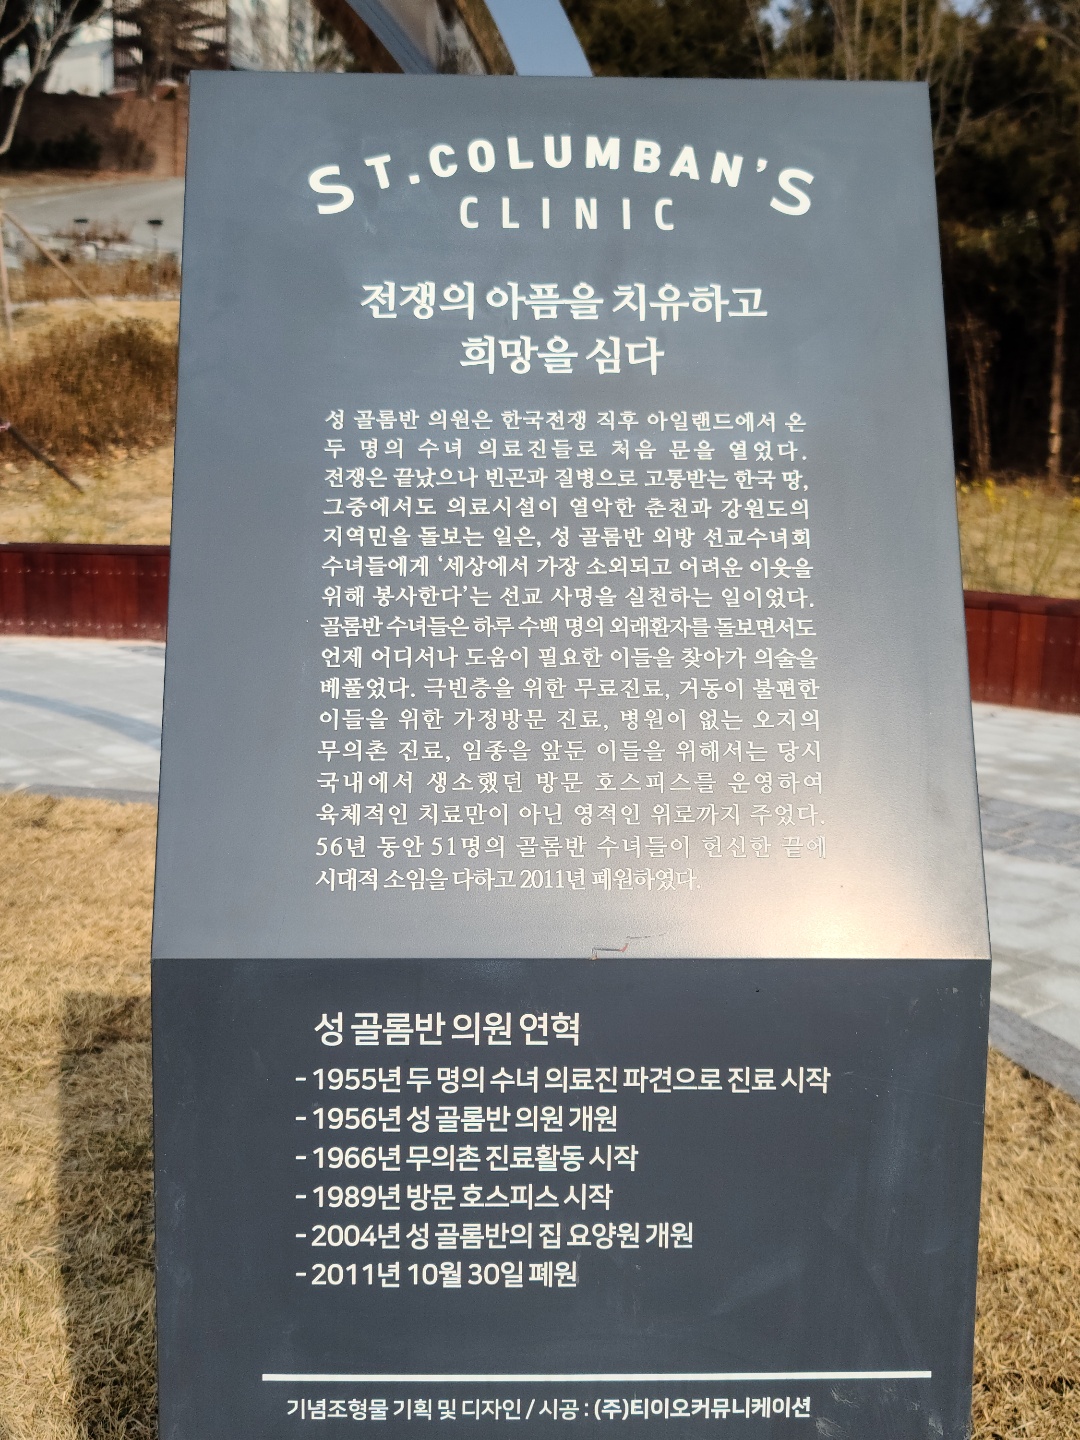 ST. COLUMBAN'S
CLINIC
전쟁의 아픔을 치유하고
희망을 심다
성 골롬반 의원은 한국전쟁 직후 아일랜드에서 온
두 명의 수녀 의료진들로 처음 문을 열었다.
전쟁은 끝났으나 빈곤과 질병으로 고통받는 한국 땅,
그중에서도 의료시설이 열악한 춘천과 강원도의
지역민을 돌보는 일은, 성 골롬반 외방 선교수녀회
수녀들에게 '세상에서 가장 소외되고 어려운 이웃을
위해 봉사한다'는 선교 사명을 실천하는 일이었다.
골롬반 수녀들은 하루 수백 명의 외래환자를 돌보면서도
언제 어디서나 도움이 필요한 이들을 찾아가 의술을
베풀었다. 극빈층을 위한 무료진료, 거동이 불편한
이들을 위한 가정방문 진료, 병원이 없는 오지의
무의촌 진료, 임종을 앞둔 이들을 위해서는 당시
국내에서 생소했던 방문 호스피스를 운영하여
육체적인 치료만이 아닌 영적인 위로까지 주었다.
56년 동안 51명의 골롬반 수녀들이 헌신한 끝에
시대적 소임을 다하고 2011년 폐원하였다.
성 골롬반 의원 연혁
- 1955년 두 명의 수녀 의료진 파견으로 진료 시작
- 1956년 성 골롬반 의원 개원
- 1966년 무의촌 진료활동 시작
- 1989년 방문 호스피스 시작
- 2004년 성 골롬반의 집 요양원 개원
- 2011년 10월 30일 폐원
기념조형물 기획 및 디자인 / 시공 : (주)티이오커뮤니케이션